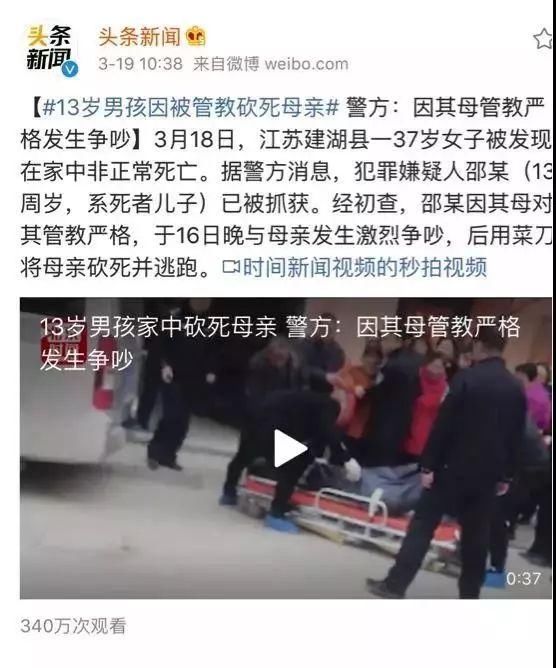 头条
新闻
头条新闻
3-19 10:38 来自微博 weibo.com
【#13岁男孩因被管教砍死母亲# 警方：因其母管教严
格发生争吵】3月18日，江苏建湖县一37岁女子被发现
在家中非正常死亡。据警方消息，犯罪嫌疑人邵某（13
周岁，系死者儿子）已被抓获。经初查，邵某因其母对
其管教严格，于16日晚与母亲发生激烈争吵，后用菜刀
将母亲砍死并逃跑。时间新闻视频的秒拍视频
13岁男孩家中砍死母亲 警方：因其母管教严格
发生争吵
0:37
340万次观看